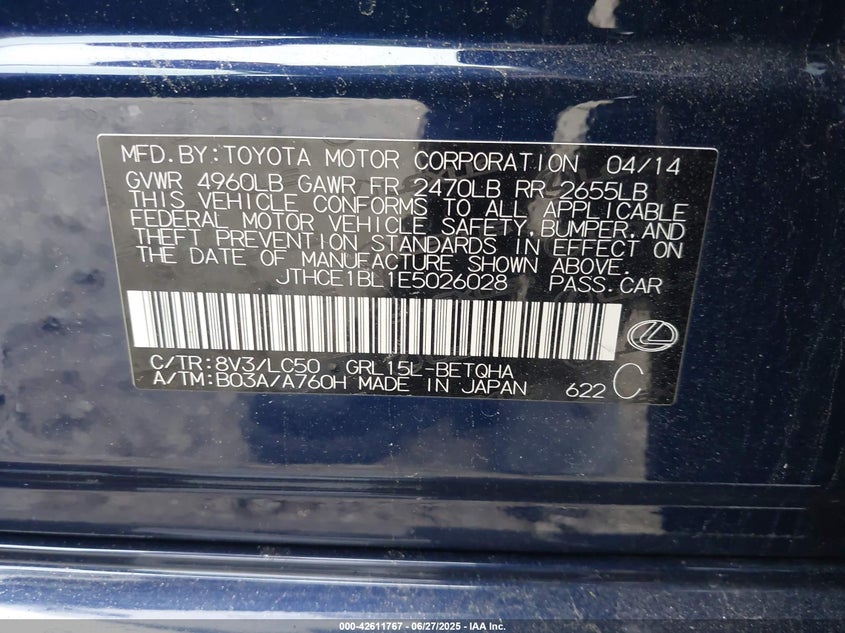 MFD.BY:TOYOTA MOTOR CORPORATION 04/14
GVWR 4960LB GAWR FR 2470LB RR 2655LB
THIS VEHICLE CONFORMS TO ALL APPLICABLE
FEDERAL MOTOR VEHICLE SAFETY,BUMPER,AND
THEFT PREVENTION STANDARDS IN EFFECT ON
THE DATE OF MANUFACTURE SHOWN ABOVE.
JTHCE1BL1E5026028 PASS.CAR
C/TR:8V3/LC50 GRL15L-BETQHA
A/TM:B03A/A760H MADE IN JAPAN 622 C
000-42611767 - 06/27/2025 - IAA Inc.